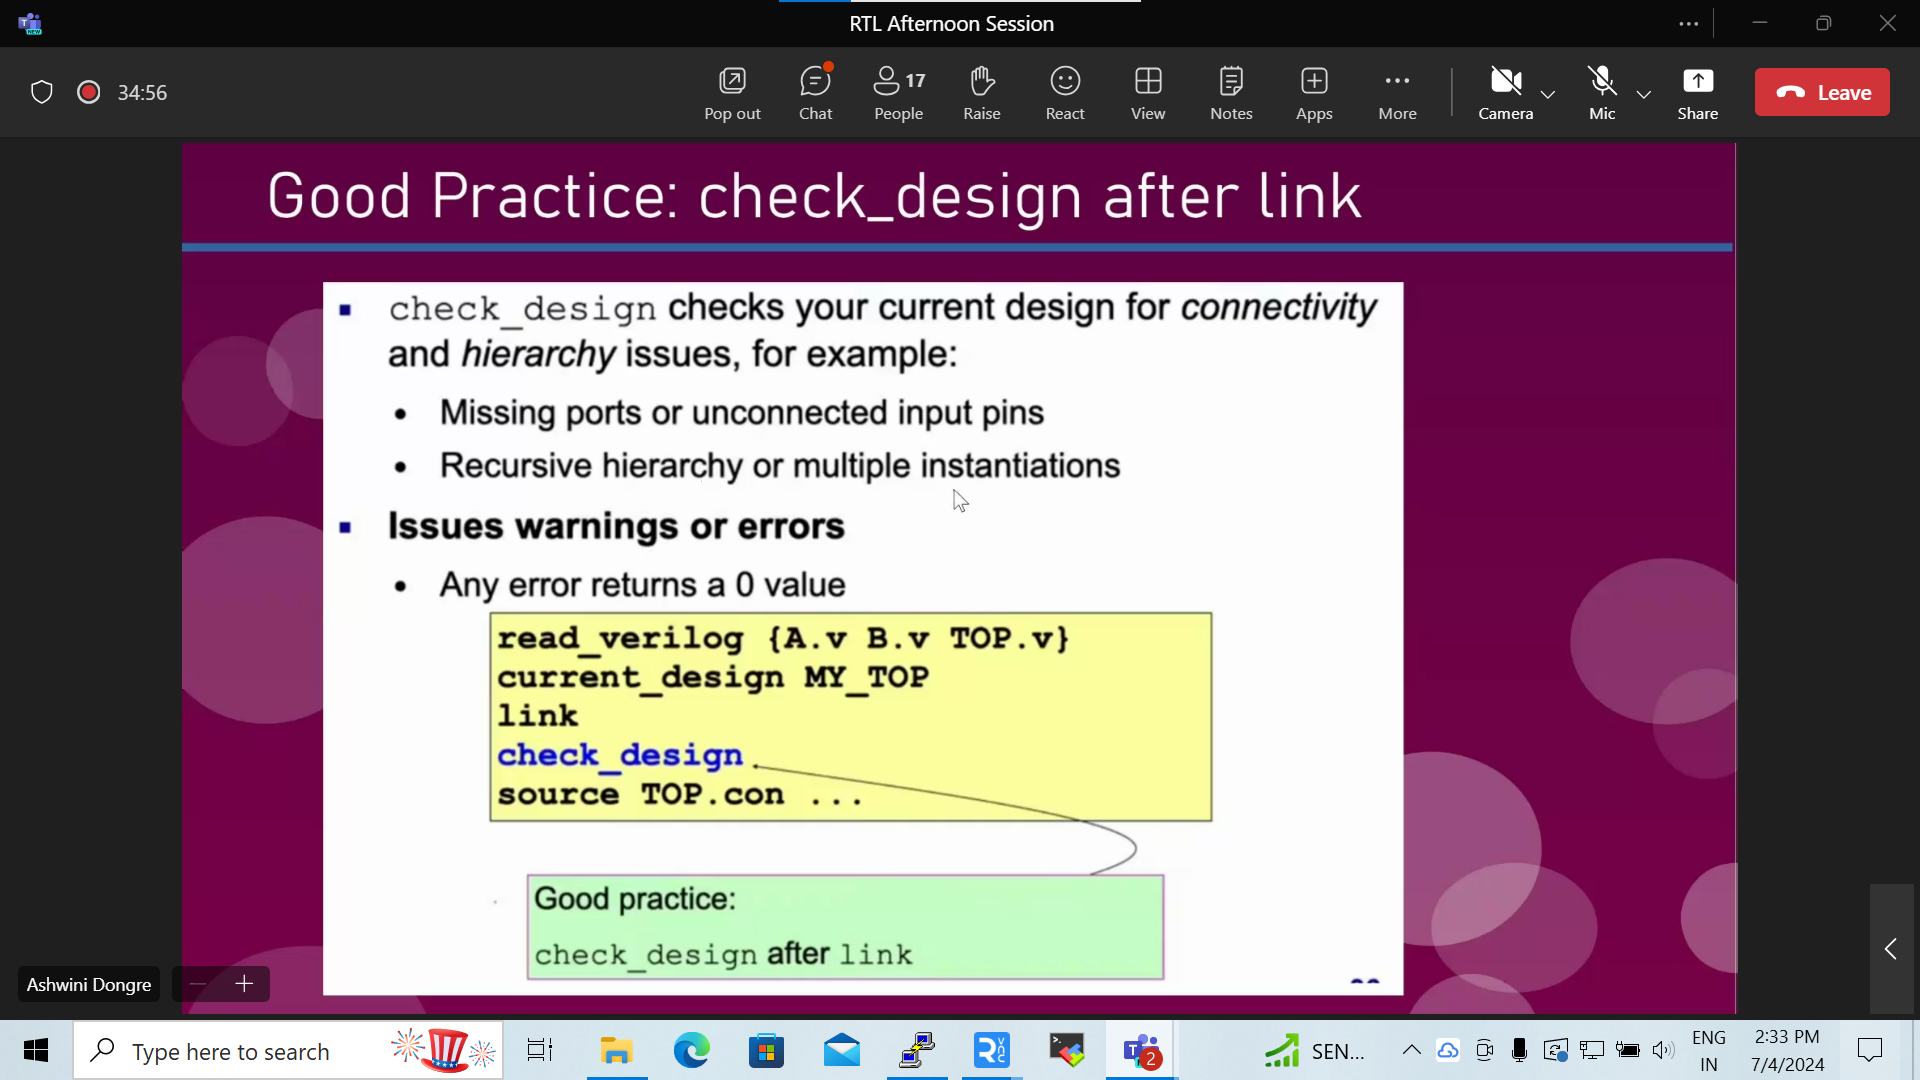 RTL Afternoon Session
34:56
Pop out
Chat
17
People
Raise
React
View
Notes
Apps
More
Camera
Mic
Share
Leave
Good Practice: check_design after link
check_design checks your current design for connectivity
and hierarchy issues, for example:
Missing ports or unconnected input pins
Recursive hierarchy or multiple instantiations
Issues warnings or errors
Any error returns a 0 value
read_verilog {A.v B.v TOP.v}
current_design MY_TOP
link
check_design
source TOP.con ...
Good practice:
check_design after link
Ashwini Dongre
Type here to search
2
SEN...
ENG
IN
2:33 PM
7/4/2024